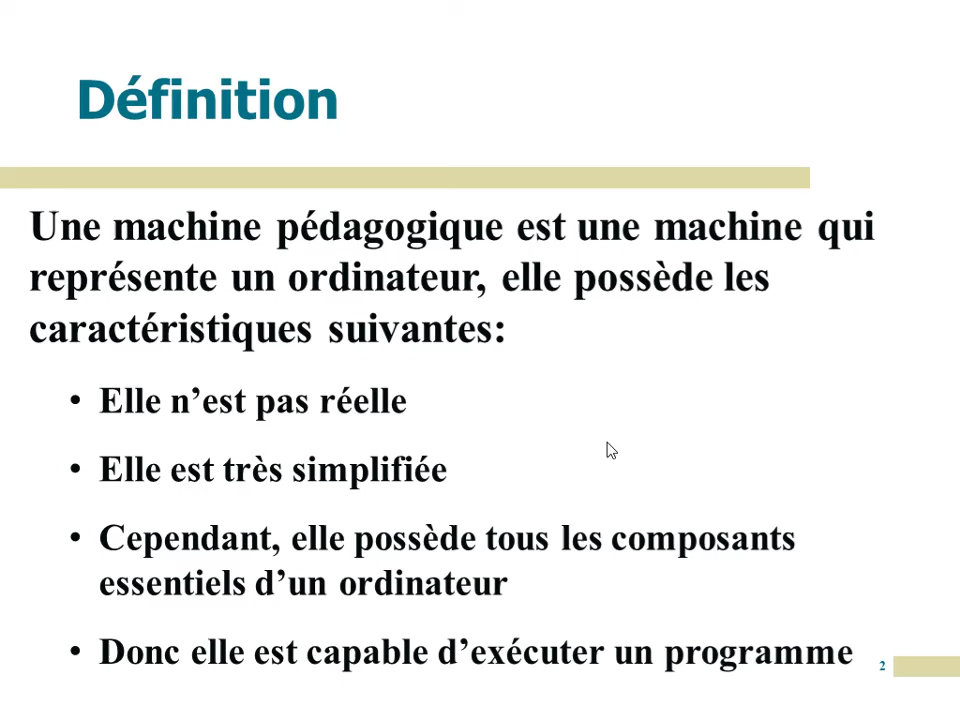 Définition
Une machine pédagogique est une machine qui
représente un ordinateur, elle possède les
caractéristiques suivantes:
• Elle n’est pas réelle
• Elle est très simplifiée
• Cependant, elle possède tous les composants
essentiels d’un ordinateur
• Donc elle est capable d’exécuter un programme
2